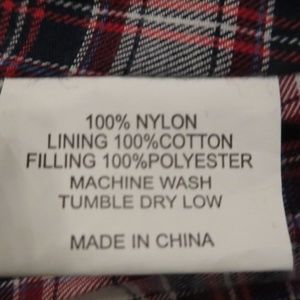 100% NYLON
LINING 100%COTTON
FILLING 100%POLYESTER
MACHINE WASH
TUMBLE DRY LOW
MADE IN CHINA